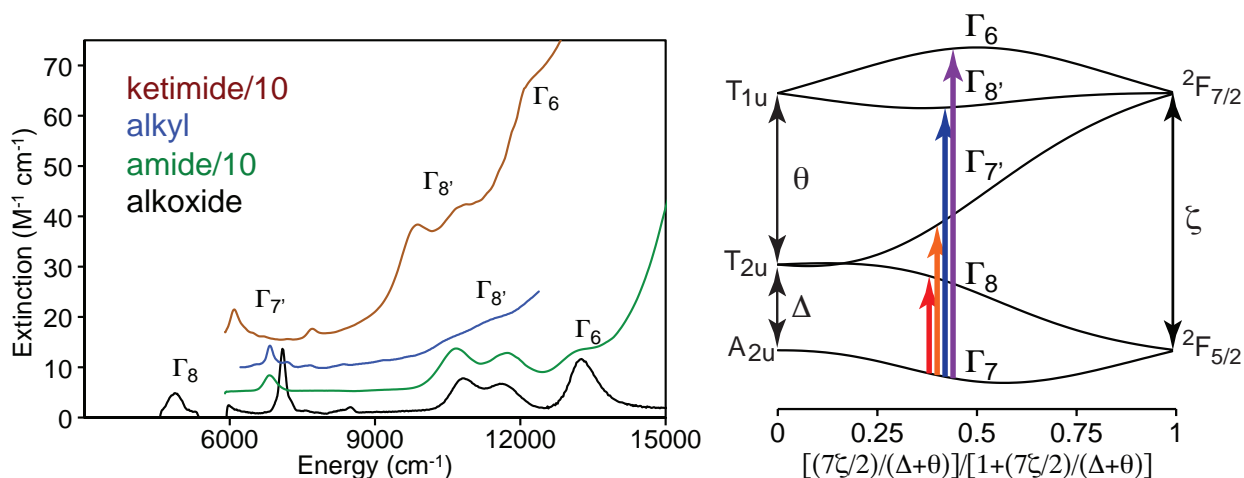 70
60
50
40
30
20
10
0
Extinction (M⁻¹ cm⁻¹)
ketimide/10
alkyl
amide/10
alkoxide
Γ₆
Γ₈'
Γ₇'
Γ₈'
Γ₆
Γ₈
6000
9000
12000
15000
Energy (cm⁻¹)
Γ₆
T₁ᵤ
Γ₈'
²F₇/₂
θ
Γ₇'
ζ
T₂ᵤ
Γ₈
Δ
A₂ᵤ
Γ₇
²F₅/₂
0
0.25
0.5
0.75
1
[(7ζ/2)/(Δ+θ)]/[1+(7ζ/2)/(Δ+θ)]